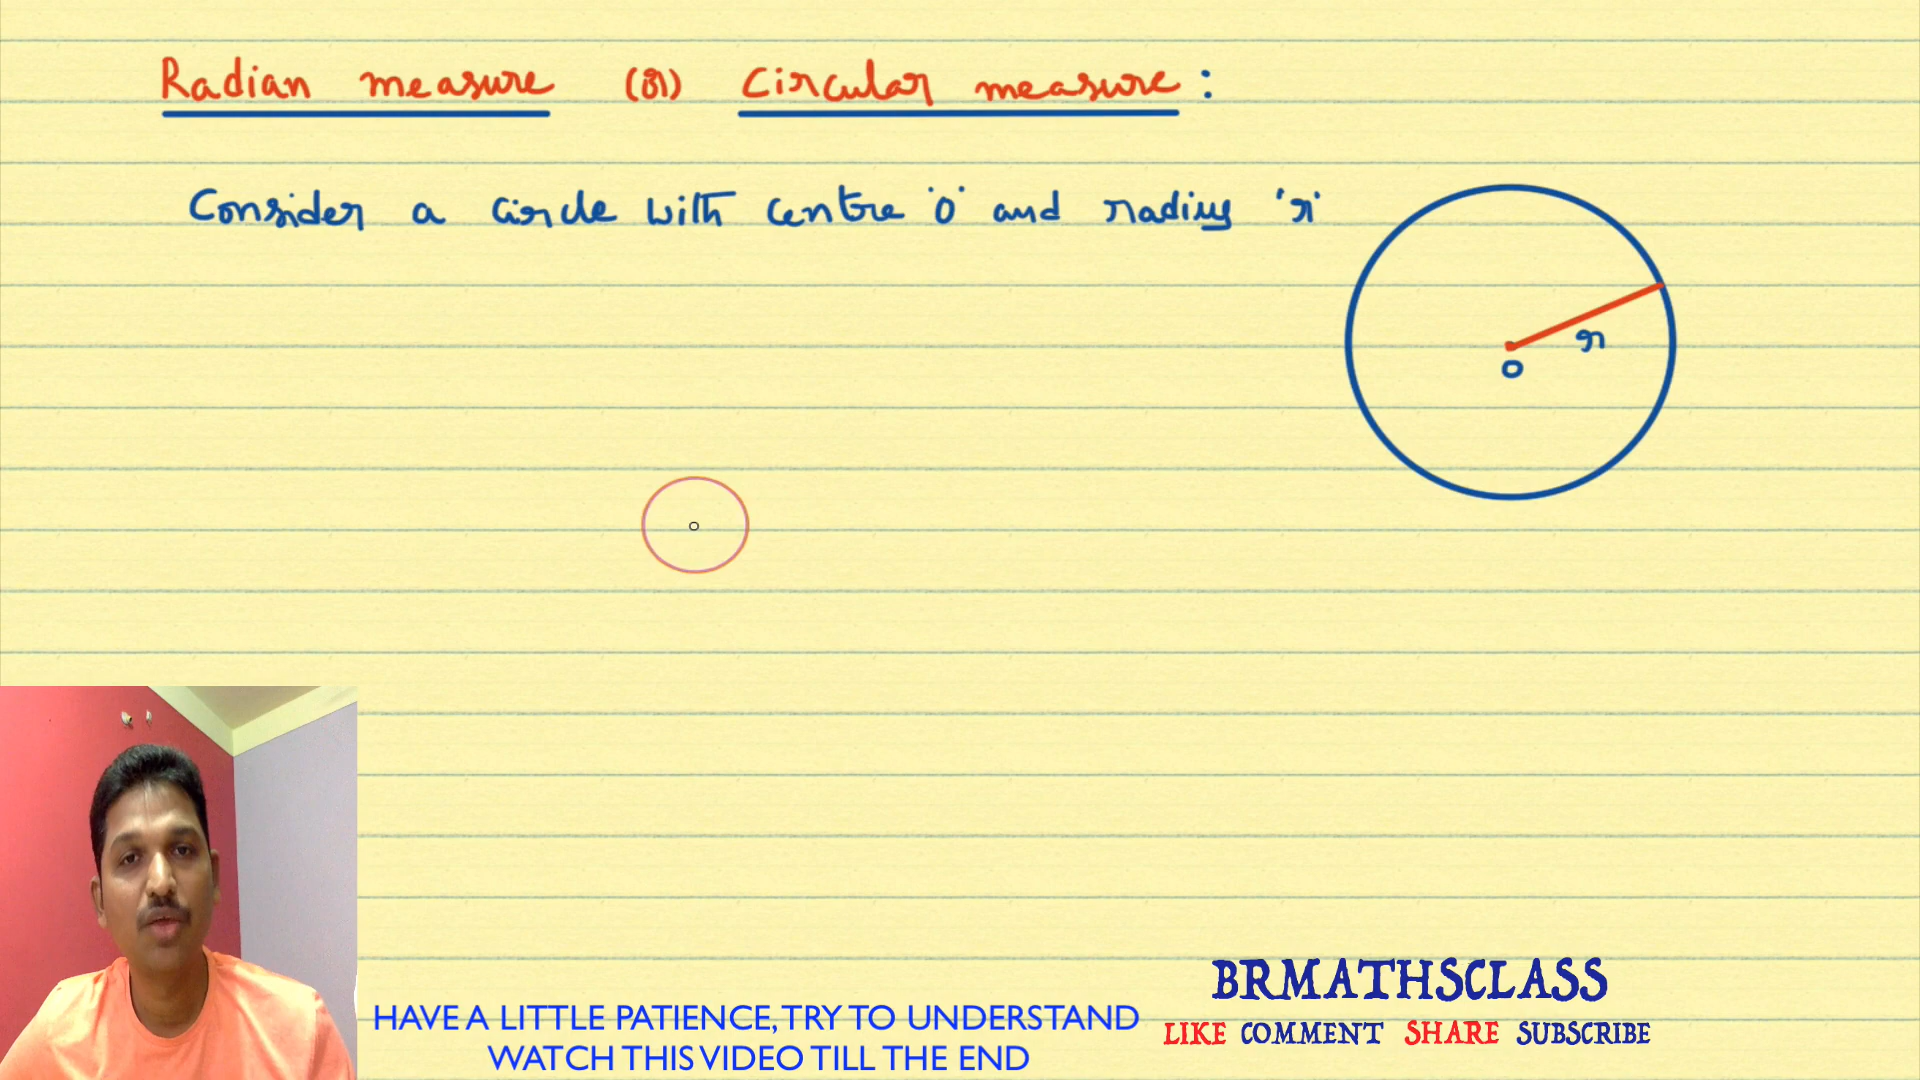 Radian measure (or) Circular measure :
Consider a circle with centre 'O' and radius 'r'
r
O
HAVE A LITTLE PATIENCE, TRY TO UNDERSTAND
WATCH THIS VIDEO TILL THE END
BRMATHSCLASS
LIKE COMMENT SHARE SUBSCRIBE